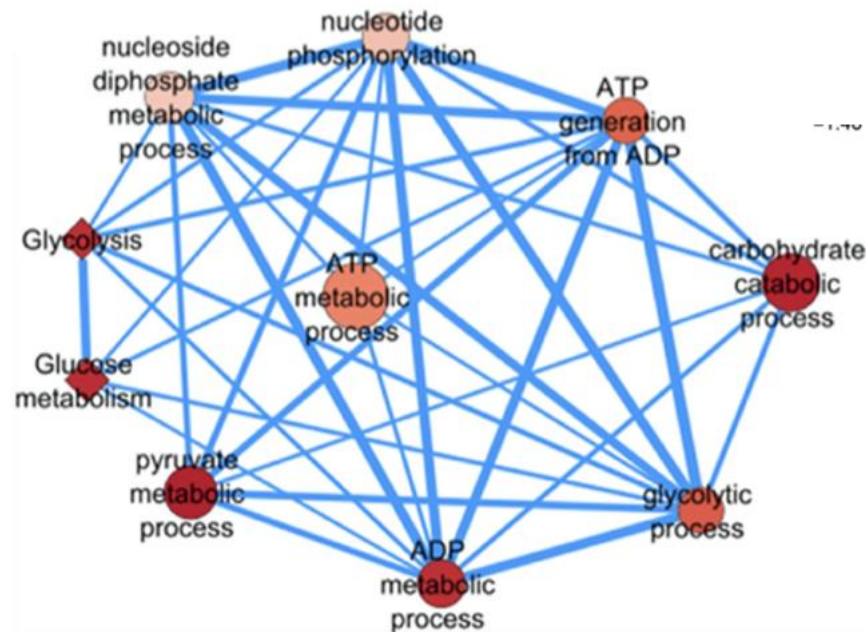 nucleotide
phosphorylation
nucleoside
diphosphate
metabolic
process
ATP
generation
from ADP
Glycolysis
carbohydrate
catabolic
process
ATP
metabolic
process
Glucose
metabolism
pyruvate
metabolic
process
glycolytic
process
ADP
metabolic
process